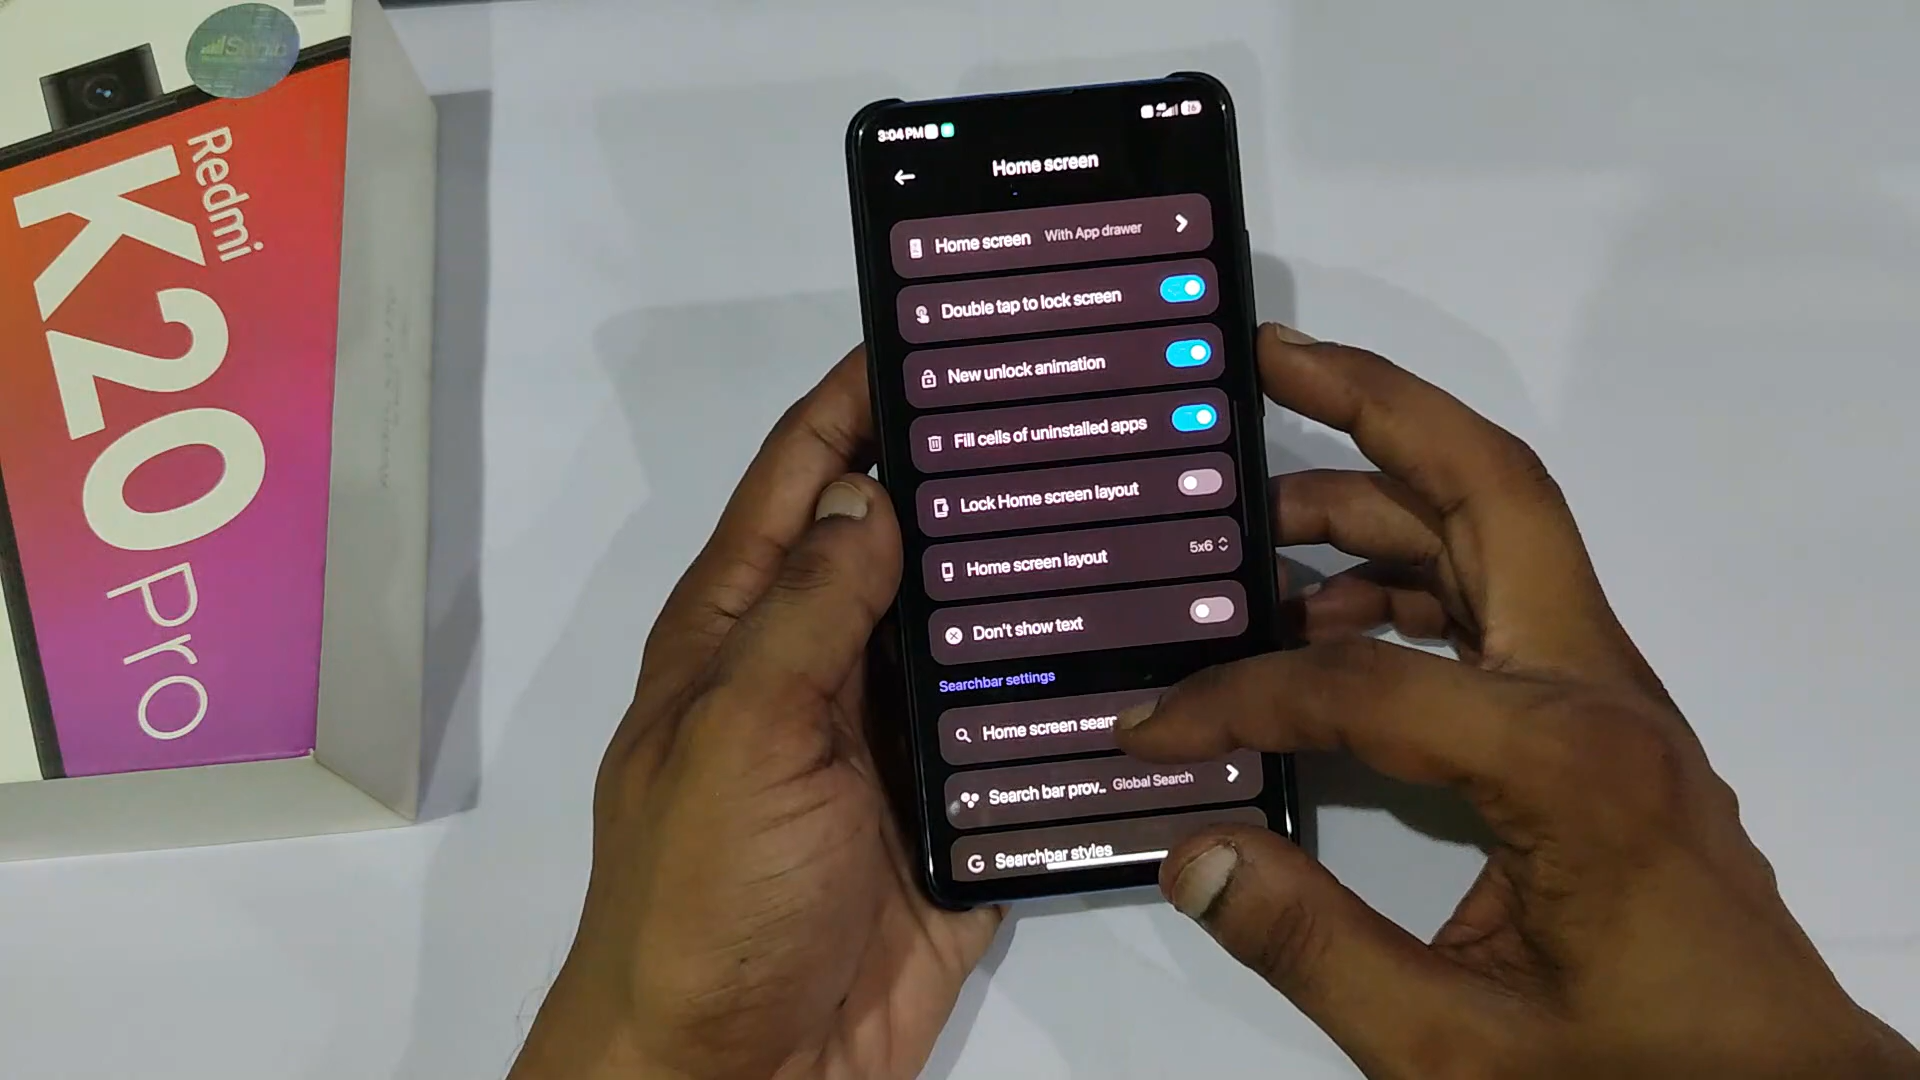 Redmi
K20 Pro
3:04 PM
4G
16
Home screen
Home screen With App drawer
Double tap to lock screen
New unlock animation
Fill cells of uninstalled apps
Lock Home screen layout
Home screen layout 5x6
Don't show text
Searchbar settings
Home screen sear
Search bar prov.. Global Search
G Searchbar styles